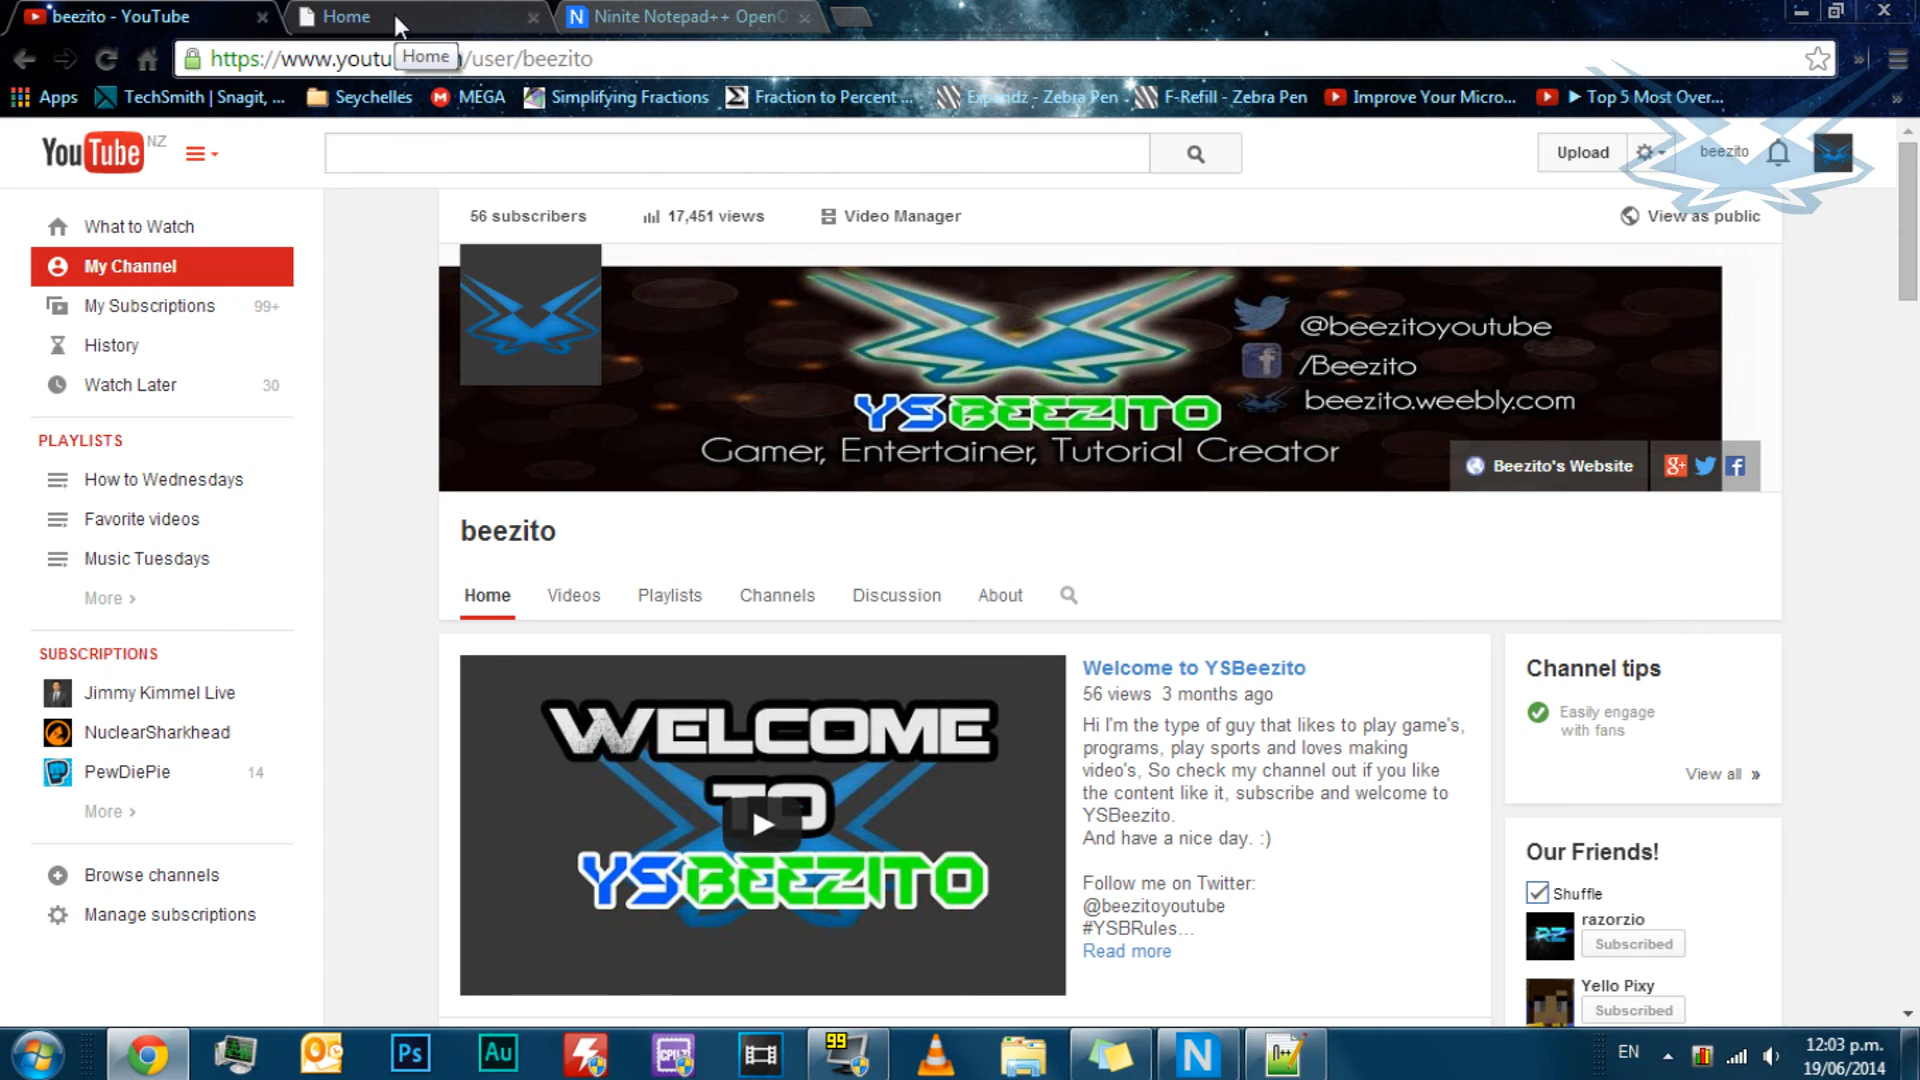 beezito - YouTube
Home
Ninite Notepad++ OpenO
https://www.youtu
/user/beezito
Home
Apps
TechSmith | Snagit, ...
Seychelles
MEGA
Simplifying Fractions
Fraction to Percent ...
Expandz - Zebra Pen
F-Refill - Zebra Pen
Improve Your Micro...
► Top 5 Most Over...
YouTube NZ
Upload
beezito
What to Watch
My Channel
My Subscriptions 99+
History
Watch Later 30
PLAYLISTS
How to Wednesdays
Favorite videos
Music Tuesdays
More ›
SUBSCRIPTIONS
Jimmy Kimmel Live
NuclearSharkhead
PewDiePie 14
More ›
Browse channels
Manage subscriptions
56 subscribers
17,451 views
Video Manager
View as public
@beezitoyoutube
/Beezito
beezito.weebly.com
YSBEEZITO
Gamer, Entertainer, Tutorial Creator
Beezito's Website
beezito
Home
Videos
Playlists
Channels
Discussion
About
WELCOME
TO
YSBEEZITO
Welcome to YSBeezito
56 views 3 months ago
Hi I'm the type of guy that likes to play game's,
programs, play sports and loves making
video's, So check my channel out if you like
the content like it, subscribe and welcome to
YSBeezito.
And have a nice day. :)
Follow me on Twitter:
@beezitoyoutube
#YSBRules...
Read more
Channel tips
Easily engage
with fans
View all »
Our Friends!
Shuffle
razorzio
Subscribed
Yello Pixy
Subscribed
RZ
Ps
Au
99
N
EN
12:03 p.m.
19/06/2014